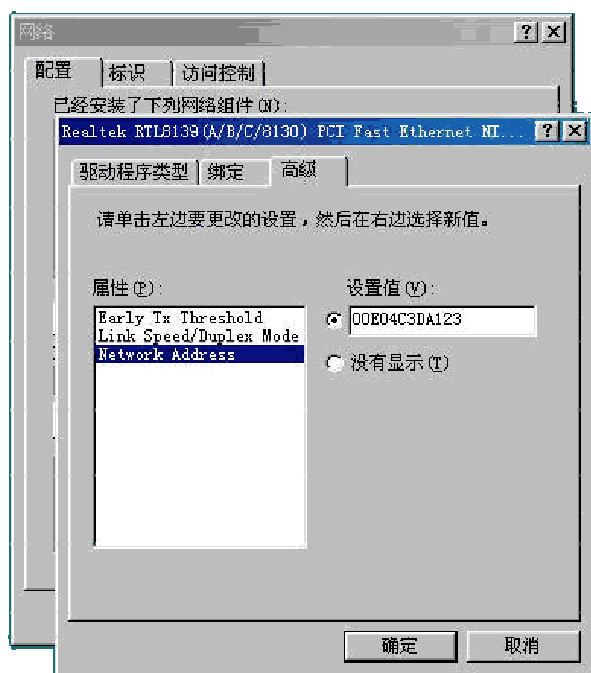 网络
配置 标识 访问控制
已经安装了下列网络组件(N):
Realtek RTL8139(A/B/C/8130) PCI Fast Ethernet NI...
驱动程序类型 绑定 高级
请单击左边要更改的设置，然后在右边选择新值。
属性(P): 设置值(V):
Early Tx Threshold
Link Speed/Duplex Mode
Network Address
00E04C3DA123
没有显示(T)
确定 取消